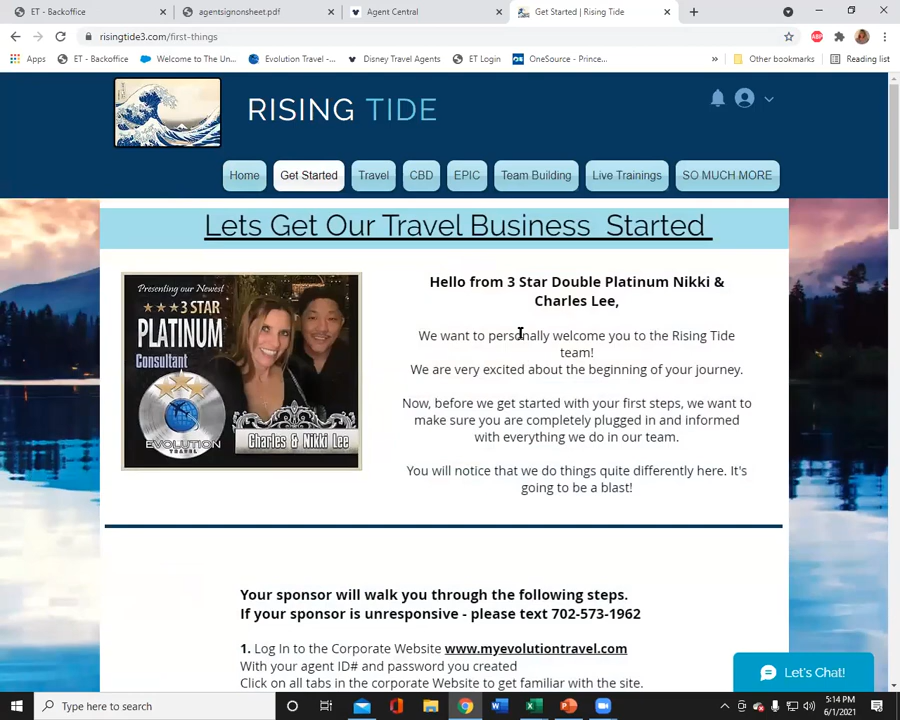 ET - Backoffice
agentsignonsheet.pdf
Agent Central
Get Started | Rising Tide
risingtide3.com/first-things
ABP
Apps
ET - Backoffice
Welcome to The Un...
Evolution Travel -...
Disney Travel Agents
ET Login
OneSource - Prince...
»
Other bookmarks
Reading list
RISING TIDE
Home
Get Started
Travel
CBD
EPIC
Team Building
Live Trainings
SO MUCH MORE
Lets Get Our Travel Business Started
Presenting our Newest
3 STAR
PLATINUM
Consultant
EVOLUTION
TRAVEL
Charles & Nikki Lee
Hello from 3 Star Double Platinum Nikki &
Charles Lee,
We want to personally welcome you to the Rising Tide
team!
We are very excited about the beginning of your journey.
Now, before we get started with your first steps, we want to
make sure you are completely plugged in and informed
with everything we do in our team.
You will notice that we do things quite differently here. It's
going to be a blast!
Your sponsor will walk you through the following steps.
If your sponsor is unresponsive - please text 702-573-1962
1. Log In to the Corporate Website www.myevolutiontravel.com
With your agent ID# and password you created
Click on all tabs in the corporate Website to get familiar with the site.
Let's Chat!
Type here to search
5:14 PM
6/1/2021